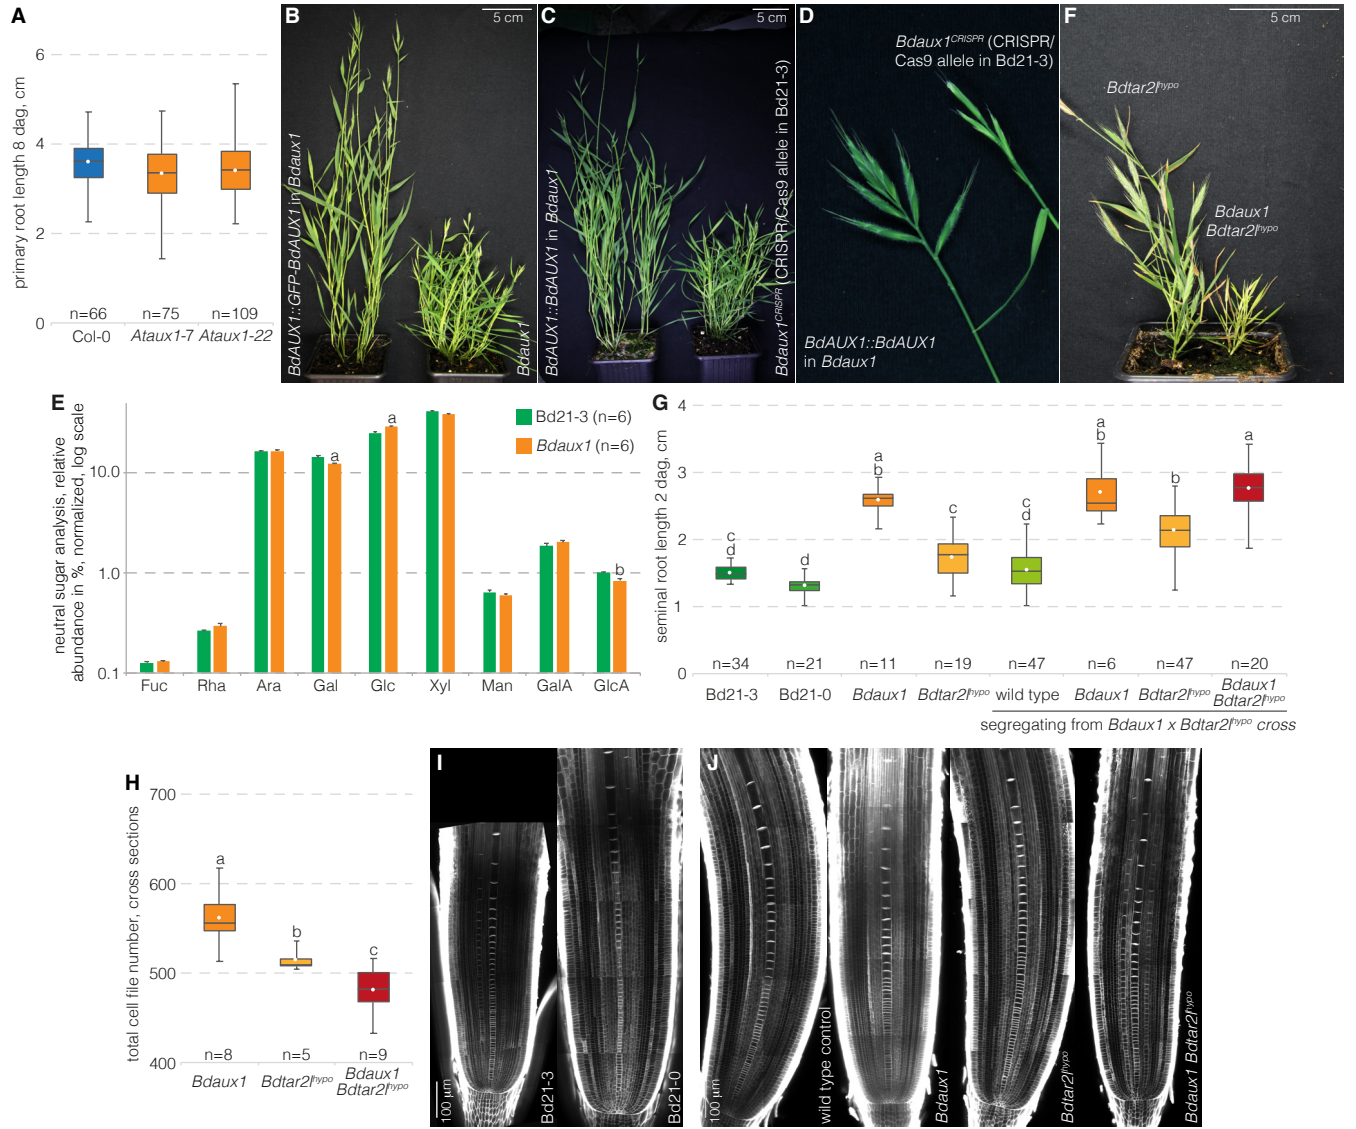 A
primary root length 8 dag, cm
6
4
2
0
n=66
n=75
n=109
Col-0
Ataux1-7
Ataux1-22
B
5 cm
BdAUX1::GFP-BdAUX1 in Bdaux1
Bdaux1
C
5 cm
BdAUX1::BdAUX1 in Bdaux1
Bdaux1CRISPR (CRISPR/Cas9 allele in Bd21-3)
D
Bdaux1CRISPR (CRISPR/
Cas9 allele in Bd21-3)
BdAUX1::BdAUX1
in Bdaux1
F
5 cm
Bdtar2lhypo
Bdaux1
Bdtar2lhypo
E
neutral sugar analysis, relative
abundance in %, normalized, log scale
10.0
1.0
0.1
Bd21-3 (n=6)
Bdaux1 (n=6)
a
a
b
Fuc
Rha
Ara
Gal
Glc
Xyl
Man
GalA
GlcA
G
seminal root length 2 dag, cm
4
3
2
1
0
c
d
d
a
b
c
c
d
a
b
b
a
n=34
n=21
n=11
n=19
n=47
n=6
n=47
n=20
Bd21-3
Bd21-0
Bdaux1
Bdtar2lhypo
wild type
Bdaux1
Bdtar2lhypo
Bdaux1
Bdtar2lhypo
segregating from Bdaux1 x Bdtar2lhypo cross
H
total cell file number, cross sections
700
600
500
400
a
b
c
n=8
n=5
n=9
Bdaux1
Bdtar2lhypo
Bdaux1
Bdtar2lhypo
I
100 µm
Bd21-3
Bd21-0
J
100 µm
wild type control
Bdaux1
Bdtar2lhypo
Bdaux1 Bdtar2lhypo